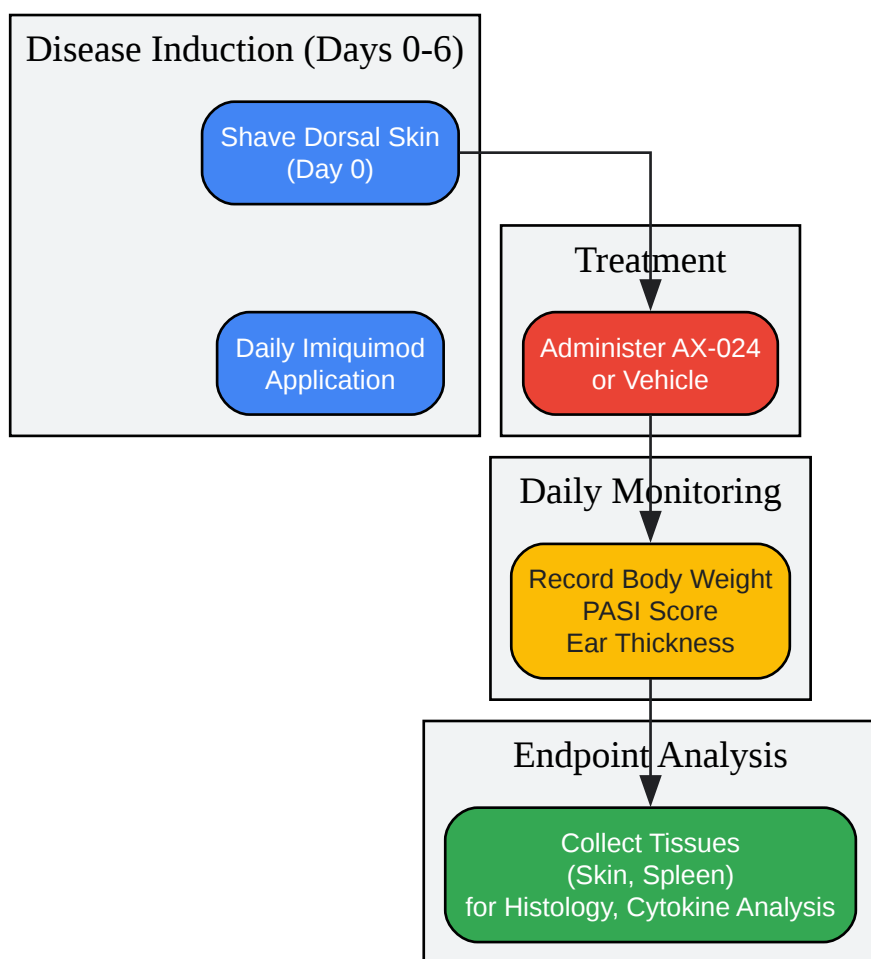 Disease Induction (Days 0-6)
Shave Dorsal Skin
(Day 0)
Daily Imiquimod
Application
Treatment
Administer AX-024
or Vehicle
Daily Monitoring
Record Body Weight
PASI Score
Ear Thickness
Endpoint Analysis
Collect Tissues
(Skin, Spleen)
for Histology, Cytokine Analysis